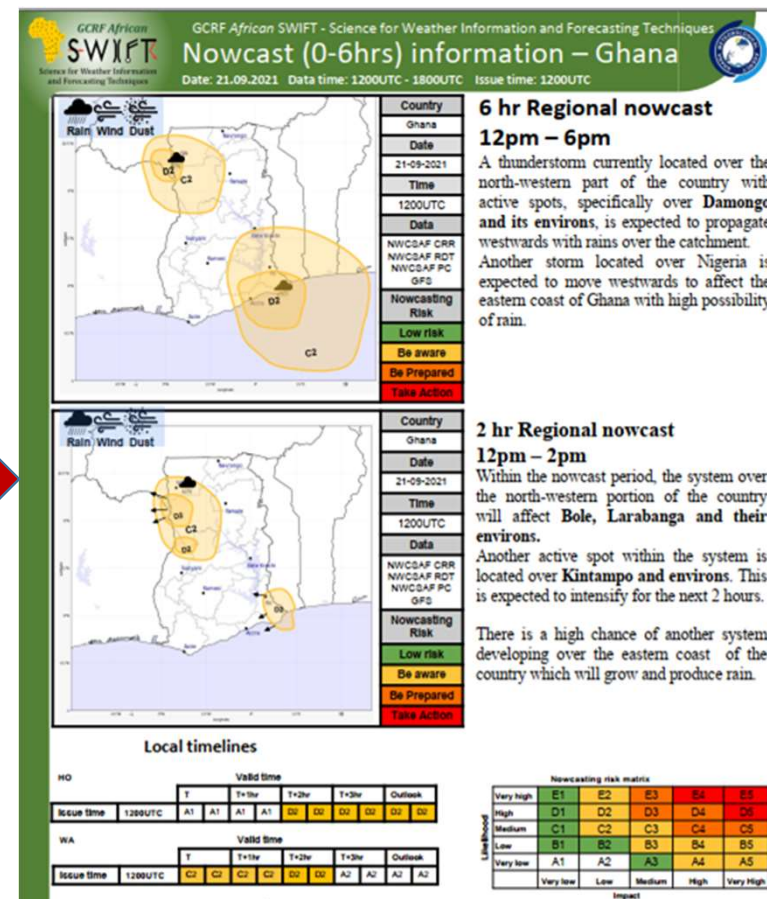 GCRF African
SWIFT
Science for Weather Information
and Forecasting Techniques
GCRF African SWIFT - Science for Weather Information and Forecasting Techniques
Nowcast (0-6hrs) information – Ghana
Date: 21.09.2021 Data time: 1200UTC - 1800UTC Issue time: 1200UTC
Rain Wind Dust
D2
C2
D2
C2
Country
Ghana
Date
21-09-2021
Time
1200UTC
Data
NWCSAF CRR
NWCSAF RDT
NWCSAF PC
GFS
Nowcasting
Risk
Low risk
Be aware
Be Prepared
Take Action
6 hr Regional nowcast
12pm – 6pm
A thunderstorm currently located over the
north-western part of the country with
active spots, specifically over Damongo
and its environs, is expected to propagate
westwards with rains over the catchment.
Another storm located over Nigeria is
expected to move westwards to affect the
eastern coast of Ghana with high possibility
of rain.
Rain Wind Dust
D2
C2
D2
D2
Country
Ghana
Date
21-09-2021
Time
1200UTC
Data
NWCSAF CRR
NWCSAF RDT
NWCSAF PC
GFS
Nowcasting
Risk
Low risk
Be aware
Be Prepared
Take Action
2 hr Regional nowcast
12pm – 2pm
Within the nowcast period, the system over
the north-western portion of the country
will affect Bole, Larabanga and their
environs.
Another active spot within the system is
located over Kintampo and environs. This
is expected to intensify for the next 2 hours.
There is a high chance of another system
developing over the eastern coast of the
country which will grow and produce rain.
Local timelines
HO Valid time
T T+1hr T+2hr T+3hr Outlook
Issue time 1200UTC A1 A1 A1 A1 D2 D2 D2 D2 D2 D2
WA Valid time
T T+1hr T+2hr T+3hr Outlook
Issue time 1200UTC C2 C2 C2 C2 D2 D2 A2 A2 A2 A2
Nowcasting risk matrix
Likelihood
Very high E1 E2 E3 E4 E5
High D1 D2 D3 D4 D5
Medium C1 C2 C3 C4 C5
Low B1 B2 B3 B4 B5
Very low A1 A2 A3 A4 A5
Very low Low Medium High Very High
Impact